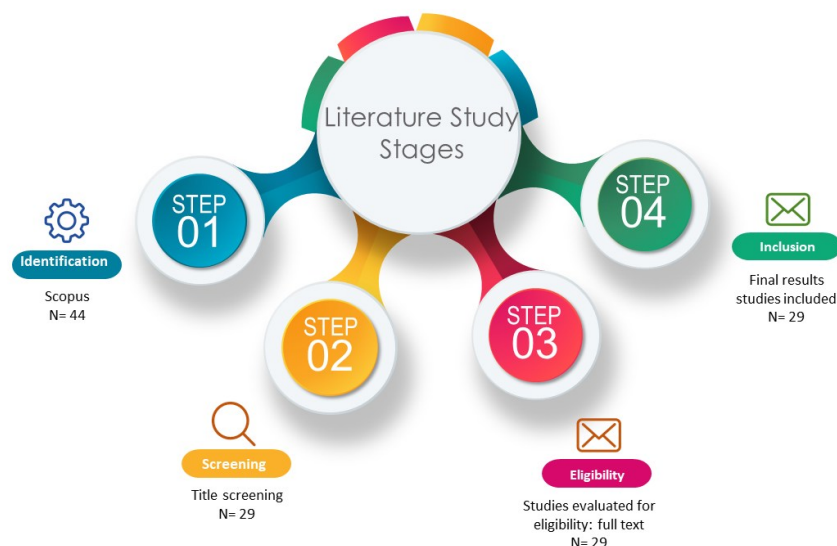 Literature Study
Stages
STEP
01
Identification
Scopus
N= 44
STEP
02
Screening
Title screening
N= 29
STEP
03
Eligibility
Studies evaluated for
eligibility: full text
N= 29
STEP
04
Inclusion
Final results
studies included
N= 29